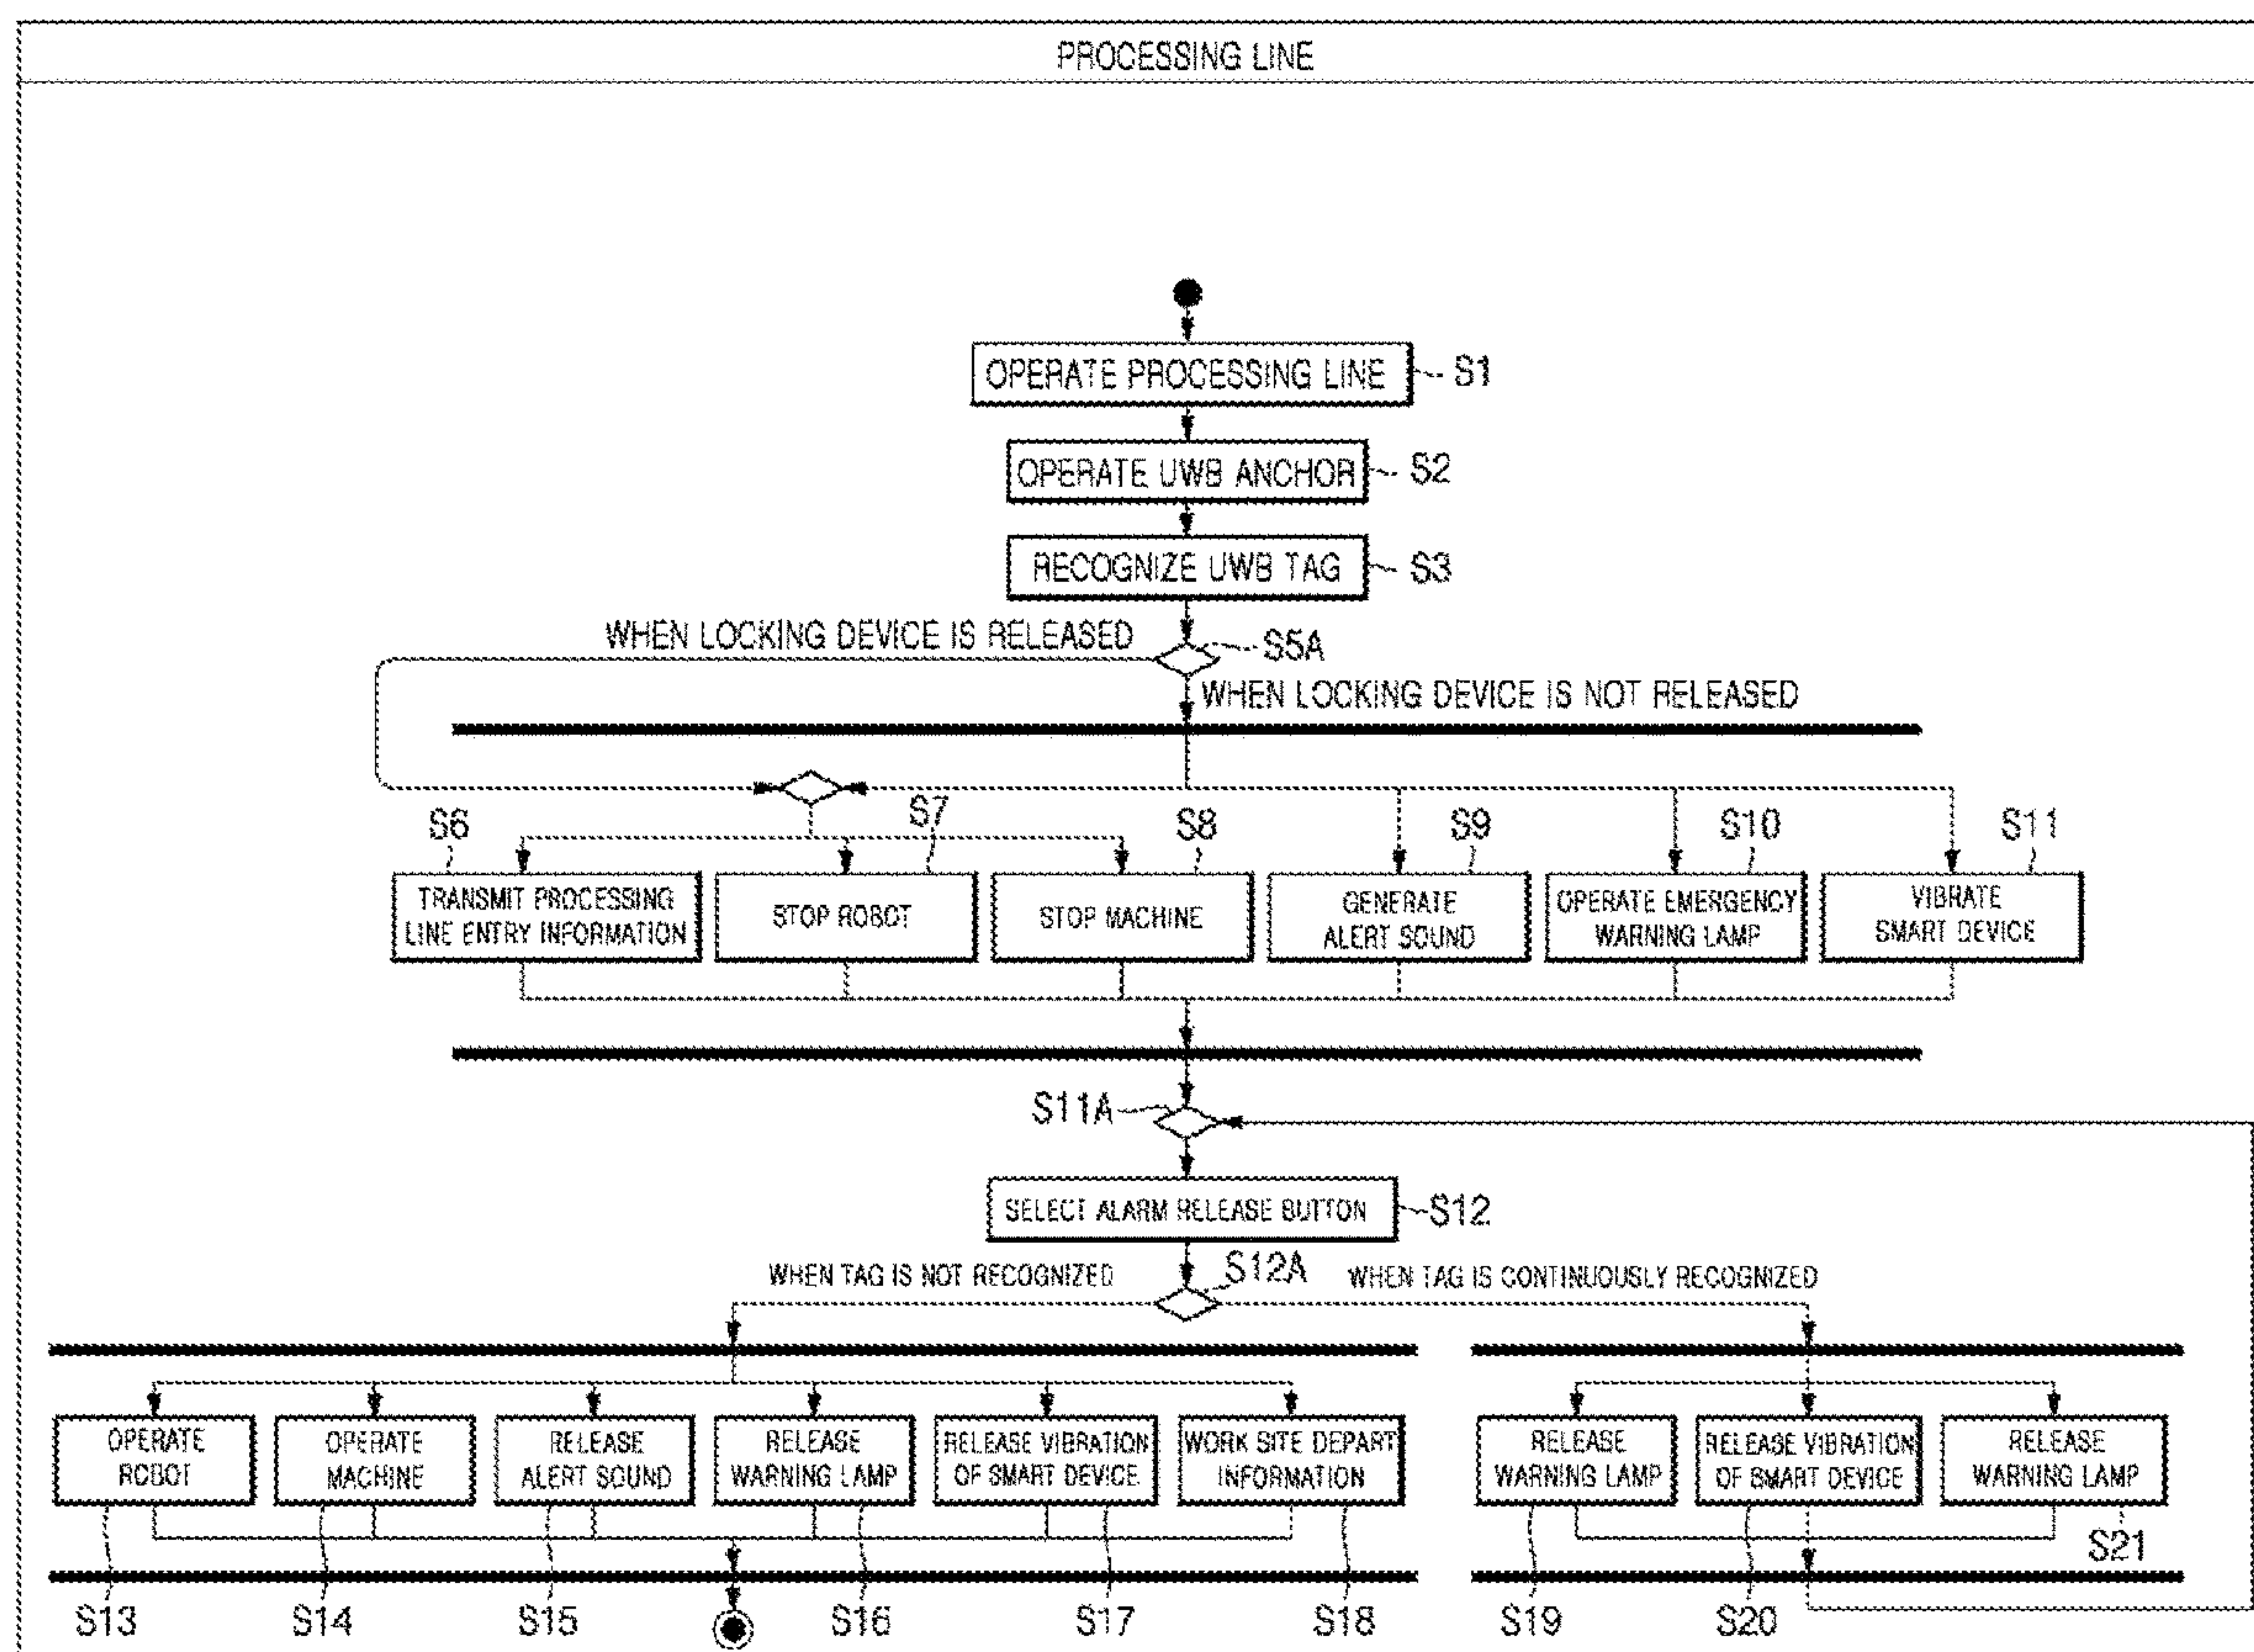 PROCESSING LINE
OPERATE PROCESSING LINE
S1
OPERATE UWB ANCHOR
S2
RECOGNIZE UWB TAG
S3
WHEN LOCKING DEVICE IS RELEASED
S5A
WHEN LOCKING DEVICE IS NOT RELEASED
S6
S7
S8
S9
S10
S11
TRANSMIT PROCESSING
LINE ENTRY INFORMATION
STOP ROBOT
STOP MACHINE
GENERATE
ALERT SOUND
OPERATE EMERGENCY
WARNING LAMP
VIBRATE
SMART DEVICE
S11A
SELECT ALARM RELEASE BUTTON
S12
WHEN TAG IS NOT RECOGNIZED
S12A
WHEN TAG IS CONTINUOUSLY RECOGNIZED
OPERATE
ROBOT
OPERATE
MACHINE
RELEASE
ALERT SOUND
RELEASE
WARNING LAMP
RELEASE VIBRATION
OF SMART DEVICE
WORK SITE DEPART
INFORMATION
RELEASE
WARNING LAMP
RELEASE VIBRATION
OF SMART DEVICE
RELEASE
WARNING LAMP
S21
S13
S14
S15
S16
S17
S18
S19
S20